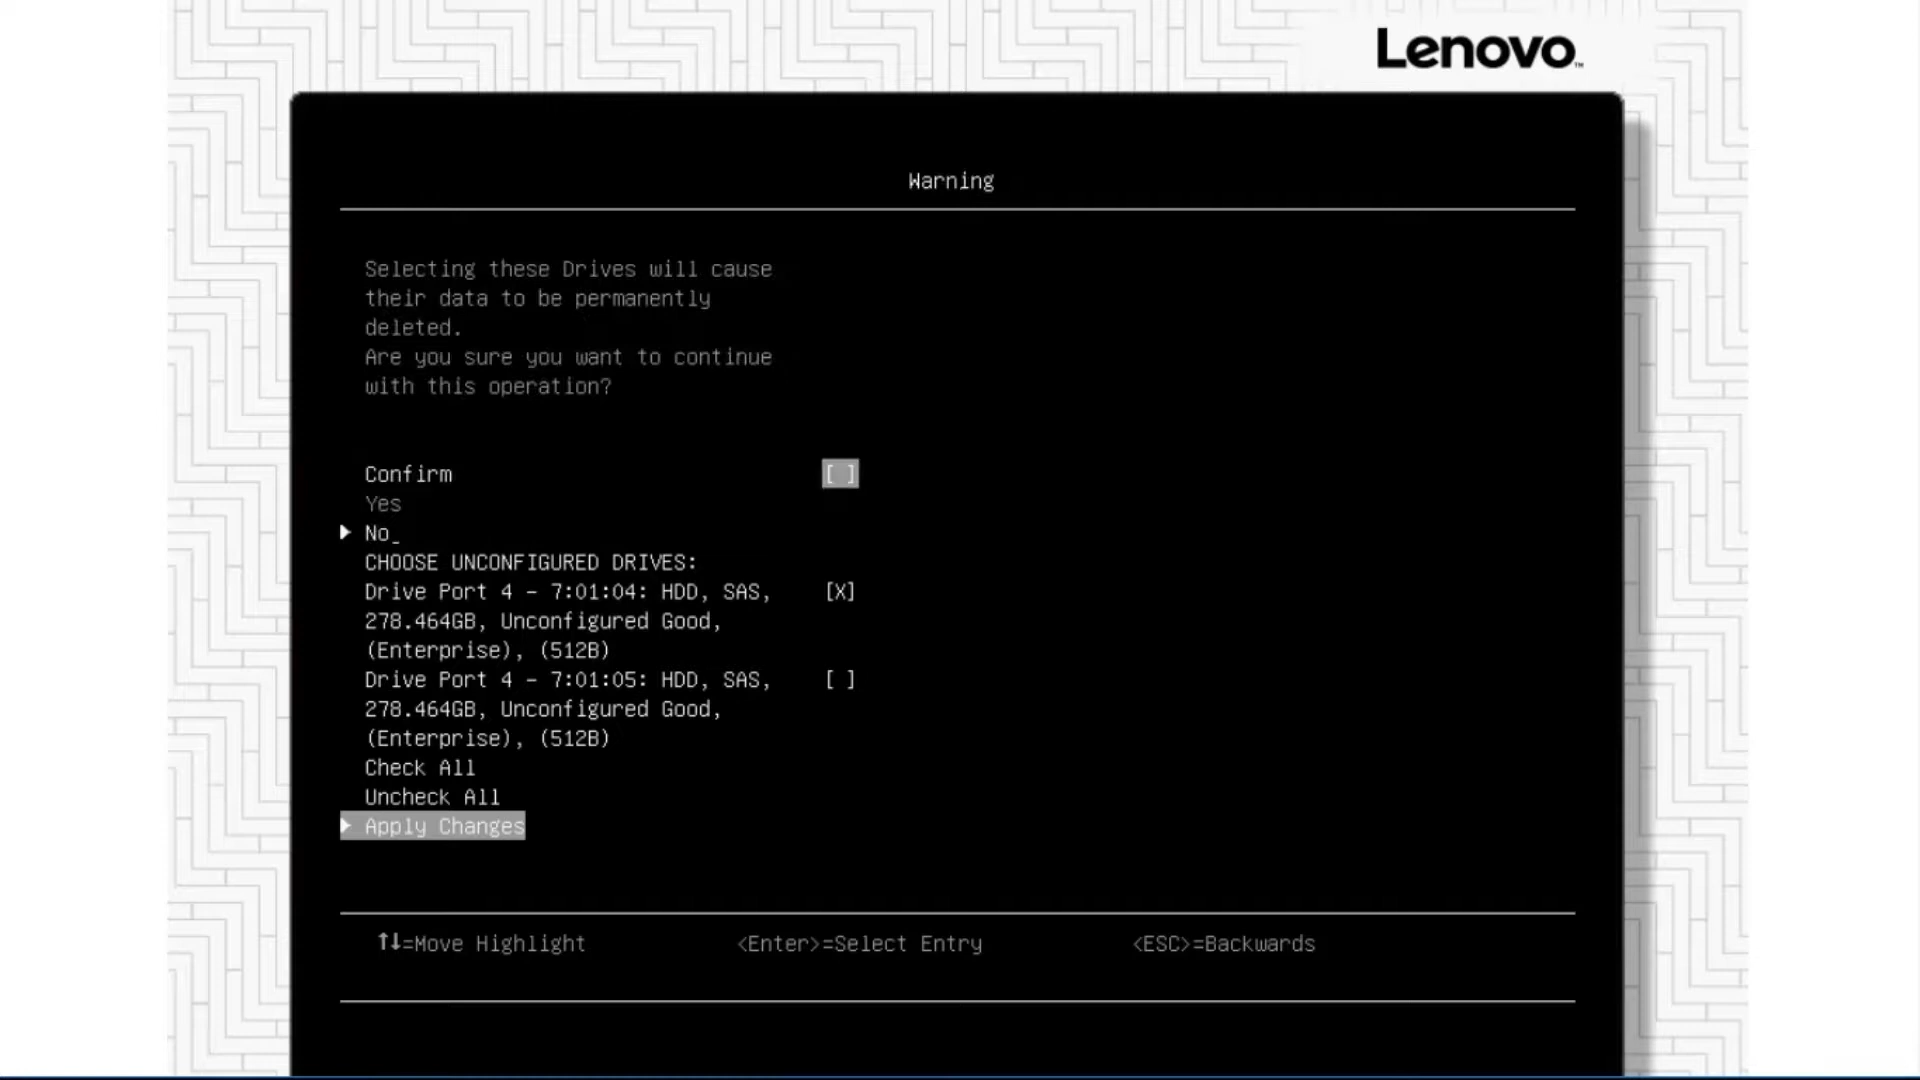 Lenovo™
Warning
Selecting these Drives will cause
their data to be permanently
deleted.
Are you sure you want to continue
with this operation?
Confirm [ ]
Yes
No_
CHOOSE UNCONFIGURED DRIVES:
Drive Port 4 - 7:01:04: HDD, SAS, [X]
278.464GB, Unconfigured Good,
(Enterprise), (512B)
Drive Port 4 - 7:01:05: HDD, SAS, [ ]
278.464GB, Unconfigured Good,
(Enterprise), (512B)
Check All
Uncheck All
Apply Changes
↑↓=Move Highlight <Enter>=Select Entry <ESC>=Backwards